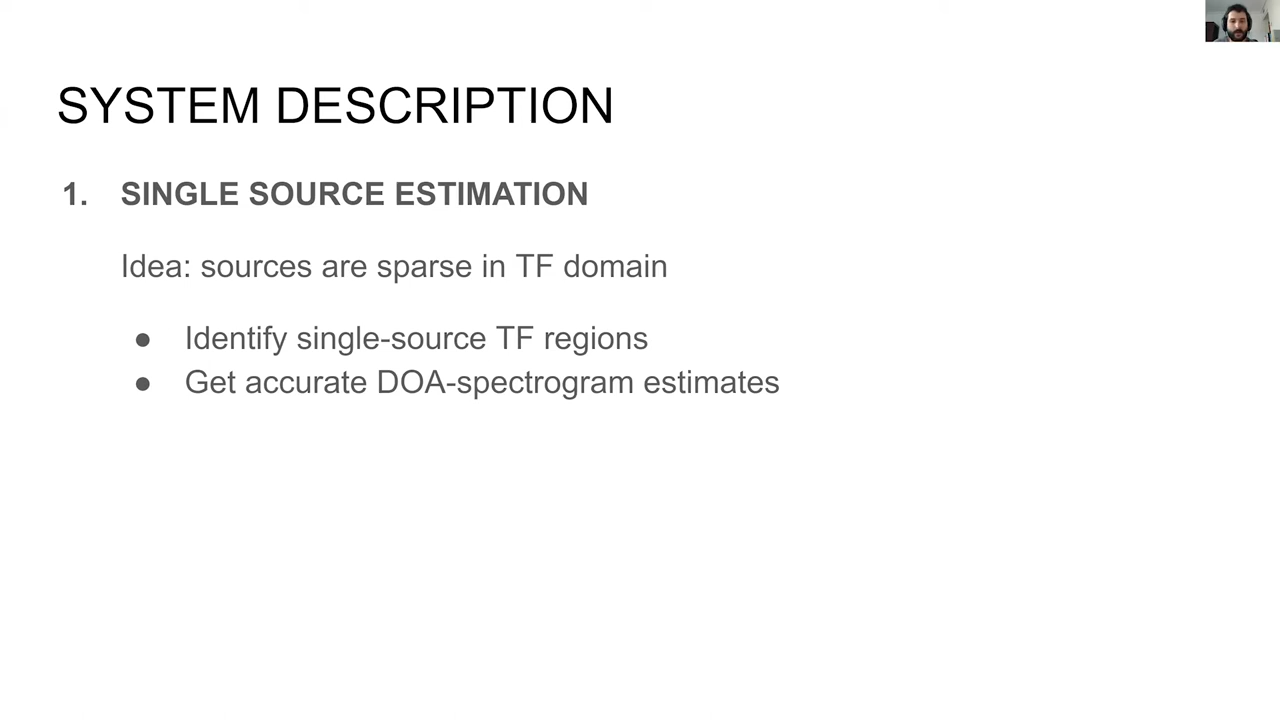 SYSTEM DESCRIPTION
1. SINGLE SOURCE ESTIMATION
Idea: sources are sparse in TF domain
● Identify single-source TF regions
● Get accurate DOA-spectrogram estimates